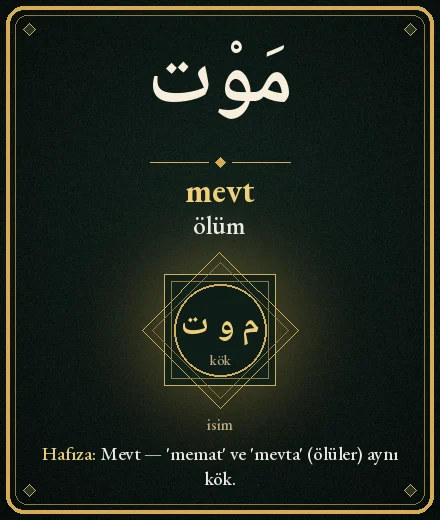 مَوْت
mevt
ölüm
م و ت
kök
isim
Hafıza: Mevt — 'memat' ve 'mevta' (ölüler) aynı
kök.